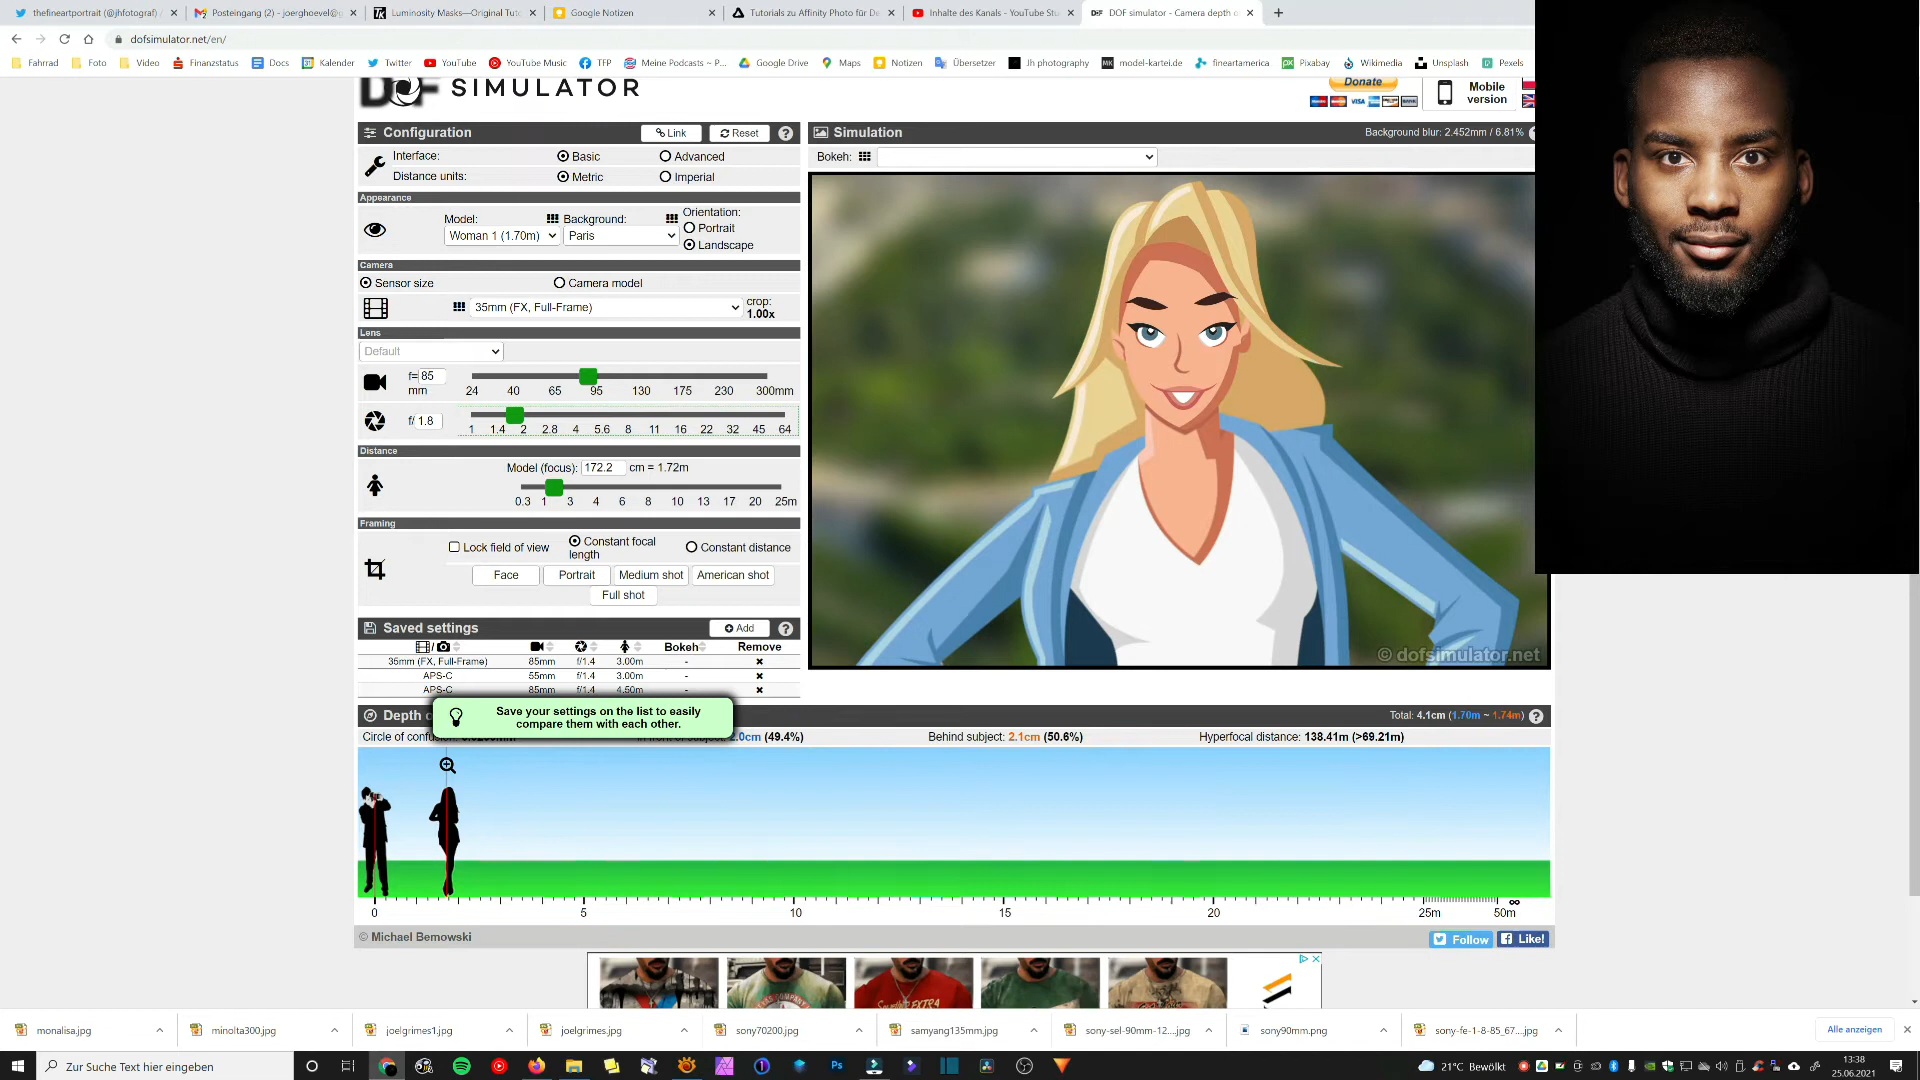 thefineartportrait (@jhfotograf) /
Posteingang (2) - joerghoevel@g
Luminosity Masks—Original Tut
Google Notizen
Tutorials zu Affinity Photo für De
Inhalte des Kanals - YouTube Stu
DOF simulator - Camera depth o
dofsimulator.net/en/
Fahrrad
Foto
Video
Finanzstatus
Docs
Kalender
Twitter
YouTube
YouTube Music
TFP
Meine Podcasts ~ P...
Google Drive
Maps
Notizen
Übersetzer
Jh photography
model-kartei.de
fineartamerica
Pixabay
Wikimedia
Unsplash
Pexels
DOF SIMULATOR
Donate
VISA
Mobile
version
Configuration
Link
Reset
?
Interface:
Basic
Advanced
Distance units:
Metric
Imperial
Appearance
Model:
Background:
Orientation:
Woman 1 (1.70m)
Paris
Portrait
Landscape
Camera
Sensor size
Camera model
35mm (FX, Full-Frame)
crop:
1.00x
Lens
Default
f= 85
mm
24 40 65 95 130 175 230 300mm
f/ 1.8
1 1.4 2 2.8 4 5.6 8 11 16 22 32 45 64
Distance
Model (focus): 172.2 cm = 1.72m
0.3 1 3 4 6 8 10 13 17 20 25m
Framing
Lock field of view
Constant focal
length
Constant distance
Face
Portrait
Medium shot
American shot
Full shot
Saved settings
Add
?
Bokeh
Remove
35mm (FX, Full-Frame) 85mm f/1.4 3.00m -
APS-C 55mm f/1.4 3.00m -
APS-C 85mm f/1.4 4.50m -
Simulation
Background blur: 2.452mm / 6.81%
Bokeh:
© dofsimulator.net
Depth o
Save your settings on the list to easily
compare them with each other.
Total: 4.1cm (1.70m ~ 1.74m)
?
Circle of
2.0cm (49.4%)
Behind subject: 2.1cm (50.6%)
Hyperfocal distance: 138.41m (>69.21m)
0 5 10 15 20 25m 50m ∞
© Michael Bemowski
Follow
Like!
monalisa.jpg
minolta300.jpg
joelgrimes1.jpg
joelgrimes.jpg
sony70200.jpg
samyang135mm.jpg
sony-sel-90mm-12....jpg
sony90mm.png
sony-fe-1-8-85_67....jpg
Alle anzeigen
Zur Suche Text hier eingeben
Ps
21°C Bewölkt
13:38
25.06.2021